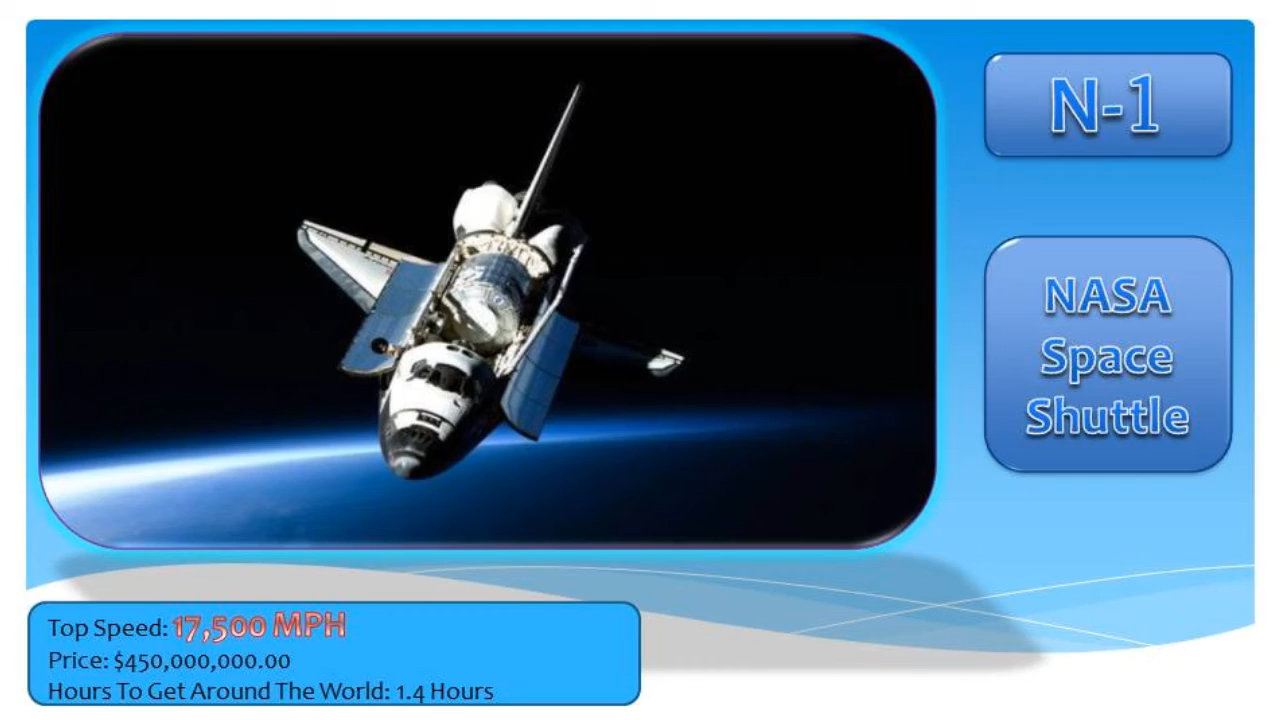 N-1
NASA
Space
Shuttle
Top Speed: 17,500 MPH
Price: $450,000,000.00
Hours To Get Around The World: 1.4 Hours